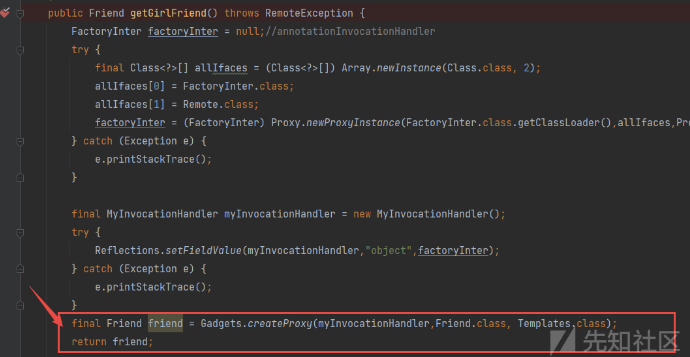 public Friend getGirlFriend() throws RemoteException {
FactoryInter factoryInter = null;//annotationInvocationHandler
try {
final Class<?>[] allIfaces = (Class<?>[]) Array.newInstance(Class.class, 2);
allIfaces[0] = FactoryInter.class;
allIfaces[1] = Remote.class;
factoryInter = (FactoryInter) Proxy.newProxyInstance(FactoryInter.class.getClassLoader(),allIfaces,Pro
} catch (Exception e) {
e.printStackTrace();
}
final MyInvocationHandler myInvocationHandler = new MyInvocationHandler();
try {
Reflections.setFieldValue(myInvocationHandler,"object",factoryInter);
} catch (Exception e) {
e.printStackTrace();
}
final Friend friend = Gadgets.createProxy(myInvocationHandler,Friend.class, Templates.class);
return friend;
先知社区